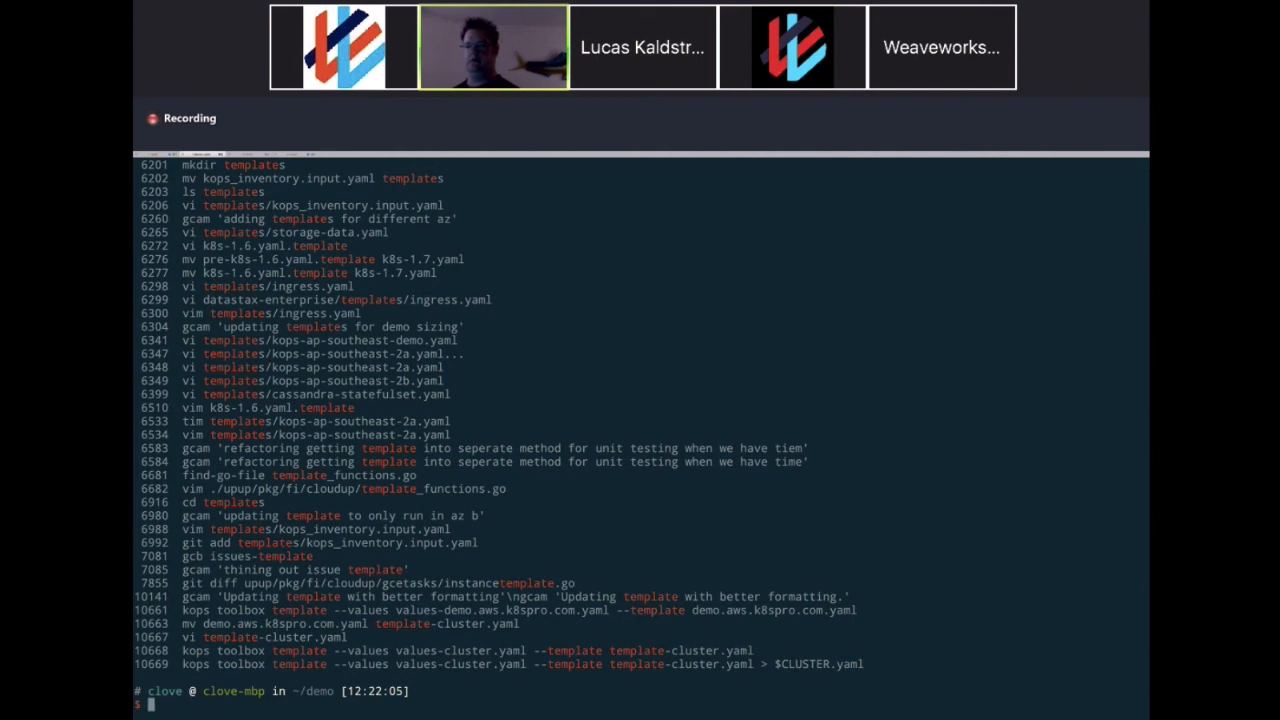 Lucas Kaldstr...
Weaveworks...
Recording
6201 mkdir templates
6202 mv kops_inventory.input.yaml templates
6203 ls templates
6206 vi templates/kops_inventory.input.yaml
6260 gcam 'adding templates for different az'
6265 vi templates/storage-data.yaml
6272 vi k8s-1.6.yaml.template
6276 mv pre-k8s-1.6.yaml.template k8s-1.7.yaml
6277 mv k8s-1.6.yaml.template k8s-1.7.yaml
6298 vi templates/ingress.yaml
6299 vi datastax-enterprise/templates/ingress.yaml
6300 vim templates/ingress.yaml
6304 gcam 'updating templates for demo sizing'
6341 vi templates/kops-ap-southeast-demo.yaml
6347 vi templates/kops-ap-southeast-2a.yaml...
6348 vi templates/kops-ap-southeast-2a.yaml
6349 vi templates/kops-ap-southeast-2b.yaml
6399 vi templates/cassandra-statefulset.yaml
6510 vim k8s-1.6.yaml.template
6533 tim templates/kops-ap-southeast-2a.yaml
6534 vim templates/kops-ap-southeast-2a.yaml
6583 gcam 'refactoring getting template into seperate method for unit testing when we have tiem'
6584 gcam 'refactoring getting template into seperate method for unit testing when we have time'
6681 find-go-file template_functions.go
6682 vim ./upup/pkg/fi/cloudup/template_functions.go
6916 cd templates
6980 gcam 'updating template to only run in az b'
6988 vim templates/kops_inventory.input.yaml
6992 git add templates/kops_inventory.input.yaml
7081 gcb issues-template
7085 gcam 'thining out issue template'
7855 git diff upup/pkg/fi/cloudup/gcetasks/instancetemplate.go
10141 gcam 'Updating template with better formatting'\ngcam 'Updating template with better formatting.'
10661 kops toolbox template --values values-demo.aws.k8spro.com.yaml --template demo.aws.k8spro.com.yaml
10663 mv demo.aws.k8spro.com.yaml template-cluster.yaml
10667 vi template-cluster.yaml
10668 kops toolbox template --values values-cluster.yaml --template template-cluster.yaml
10669 kops toolbox template --values values-cluster.yaml --template template-cluster.yaml > $CLUSTER.yaml
# clove @ clove-mbp in ~/demo [12:22:05]
$